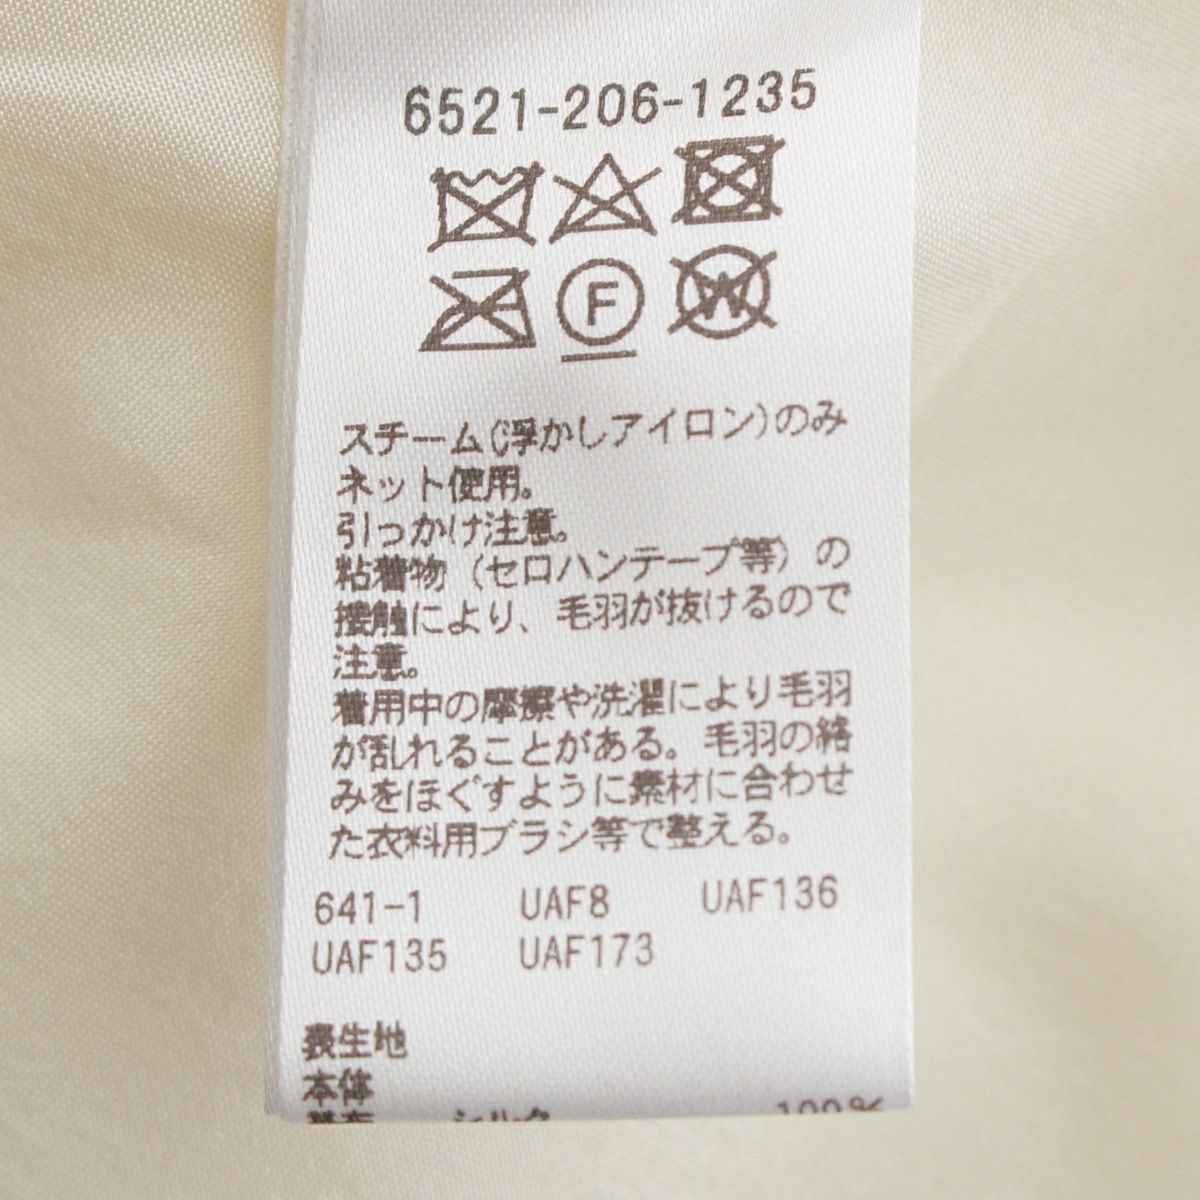 6521-206-1235
F
W
スチーム(浮かしアイロン)のみ
ネット使用。
引っかけ注意。
粘着物(セロハンテープ等)の
接触により、毛羽が抜けるので
注意。
着用中の摩擦や洗濯により毛羽
が乱れることがある。毛羽の絡
みをほぐすように素材に合わせ
た衣料用ブラシ等で整える。
641-1 UAF8 UAF136
UAF135 UAF173
表生地
本体
シルク 100%